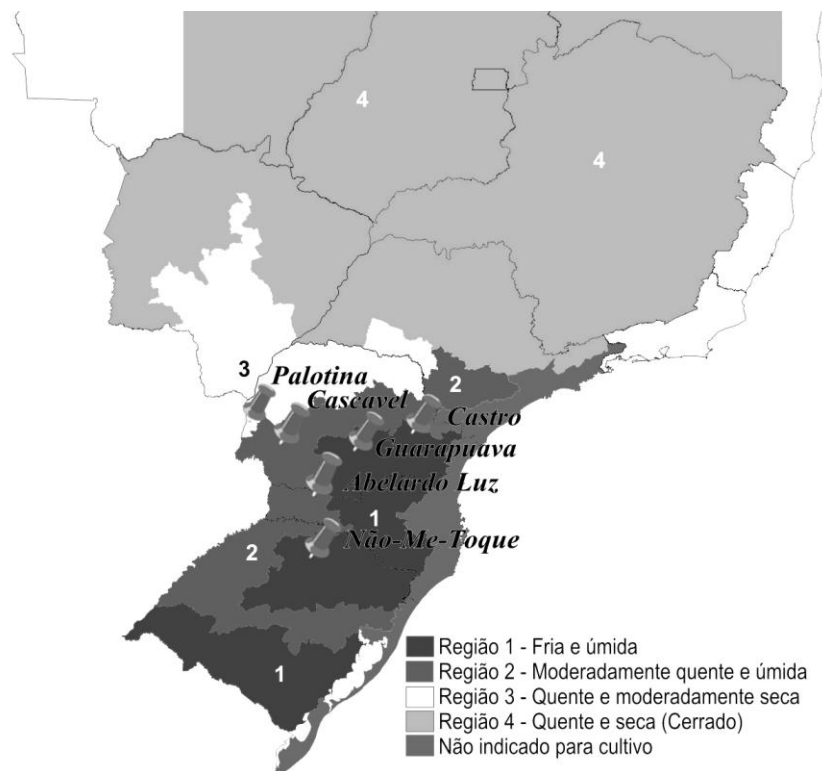 4
4
3
Palotina
Cascavel
2
Castro
Guarapuava
Abelardo Luz
1
Não-Me-Toque
2
1
Região 1 - Fria e úmida
Região 2 - Moderadamente quente e úmida
Região 3 - Quente e moderadamente seca
Região 4 - Quente e seca (Cerrado)
Não indicado para cultivo